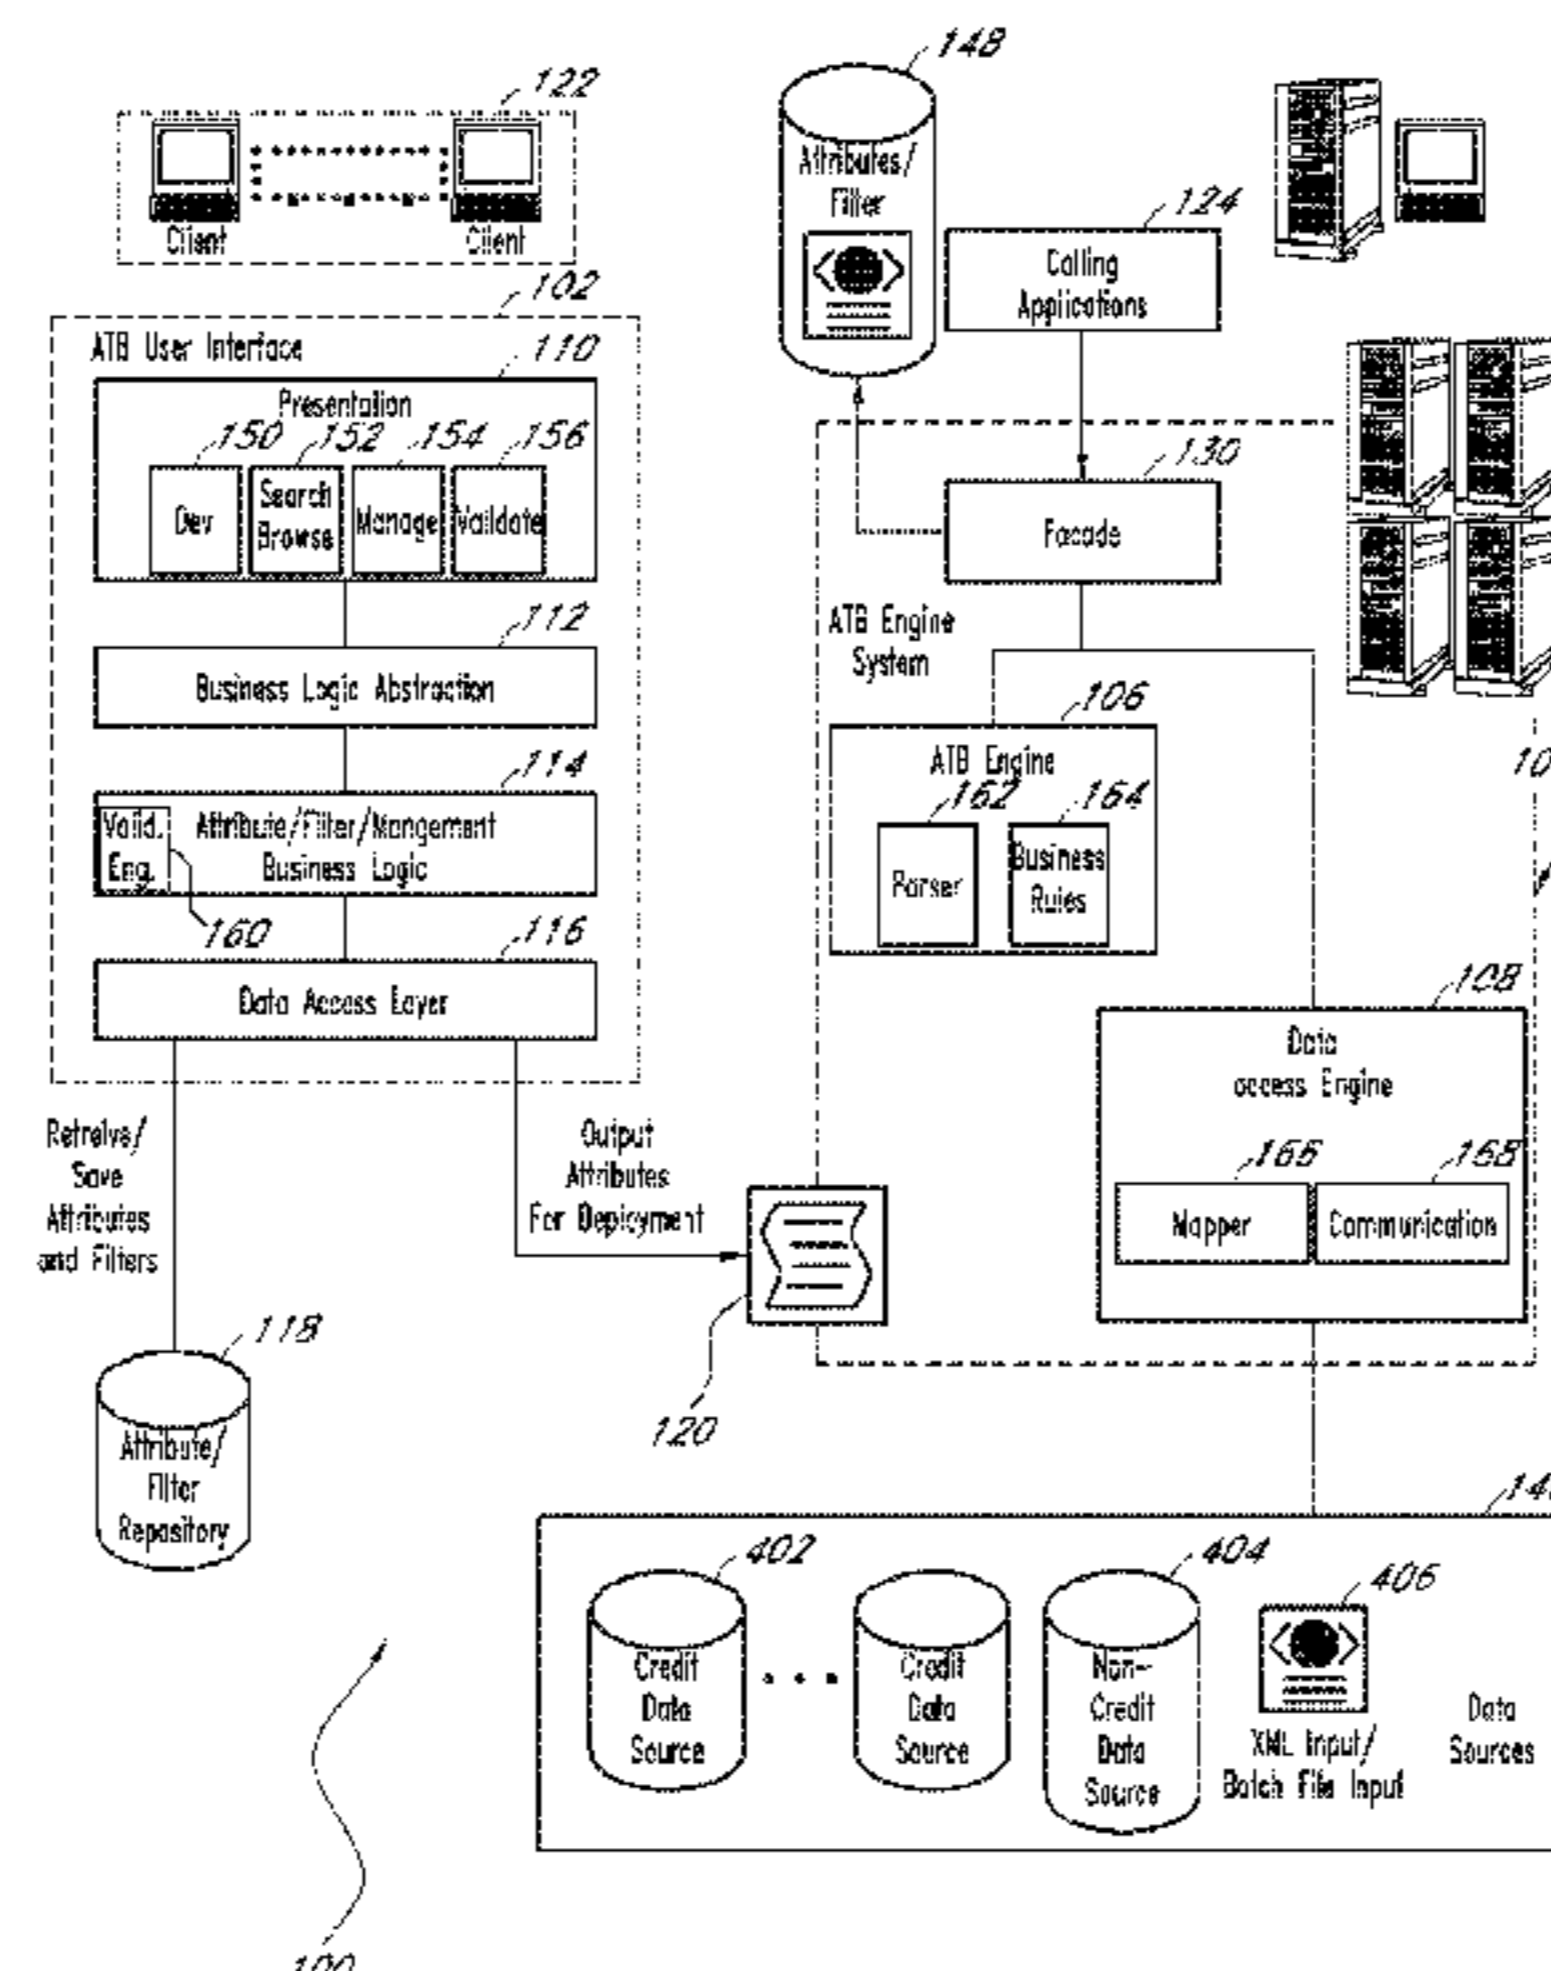 148
122
Client
Client
Attributes/
Filter
124
Calling
Applications
102
ATB User Interface
110
Presentation
150
152
154
156
Dev
Search
Browse
Manage
Validate
130
Facade
ATB Engine
System
112
Business Logic Abstraction
106
ATB Engine
162
164
Parser
Business
Rules
114
Valid.
Eng.
Attribute/Filter/Mangement
Business Logic
160
116
Data Access Layer
108
Data
access Engine
166
168
Mapper
Communication
Retreive/
Save
Attributes
and Filters
Output
Attributes
For Deployment
118
Attribute/
Filter
Repository
120
402
404
406
Credit
Data
Source
Credit
Data
Source
Non-
Credit
Data
Source
XML Input/
Batch File Input
Data
Sources
100